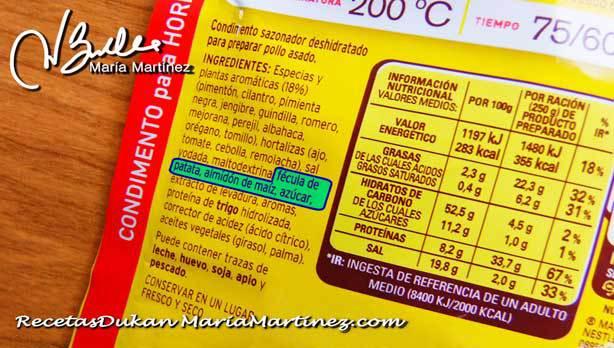 200 °C
TIEMPO 75/60
CONDIMENTO para HORN
María Martínez
Condimento sazonador deshidratado
para preparar pollo asado.
INGREDIENTES: Especias y
plantas aromáticas (18%)
(pimentón, cilantro, pimienta
negra, jengibre, guindilla, romero,
mejorana, perejil, albahaca,
orégano, tomillo), hortalizas (ajo,
tomate, cebolla, remolacha), sal
yodada, maltodextrina, fécula de
patata, almidón de maíz, azúcar,
extracto de levadura, aromas,
proteína de trigo hidrolizada,
corrector de acidez (ácido cítrico),
aceites vegetales (girasol, palma).
Puede contener trazas de
leche, huevo, soja, apio y
pescado.
CONSERVAR EN UN LUGAR
FRESCO Y SECO
INFORMACIÓN
NUTRICIONAL
VALORES MEDIOS:
POR 100g
POR RACIÓN
(250 g) DE
PRODUCTO
PREPARADO
%
IR*
VALOR
ENERGÉTICO
1197 kJ
283 kcal
1480 kJ
355 kcal
18%
GRASAS 2,3 g 22,3 g 32%
DE LAS CUALES ÁCIDOS
GRASOS SATURADOS 0,4 g 6,2 g 31%
HIDRATOS DE
CARBONO 52,5 g 4,5 g 2%
DE LOS CUALES
AZÚCARES 11,2 g 1,0 g 1%
PROTEÍNAS 8,2 g 33,7 g 67%
SAL 19,8 g 2,0 g 33%
*IR: INGESTA DE REFERENCIA DE UN ADULTO
MEDIO (8400 KJ/2000 KCAL)
RecetasDukanMariaMartinez.com